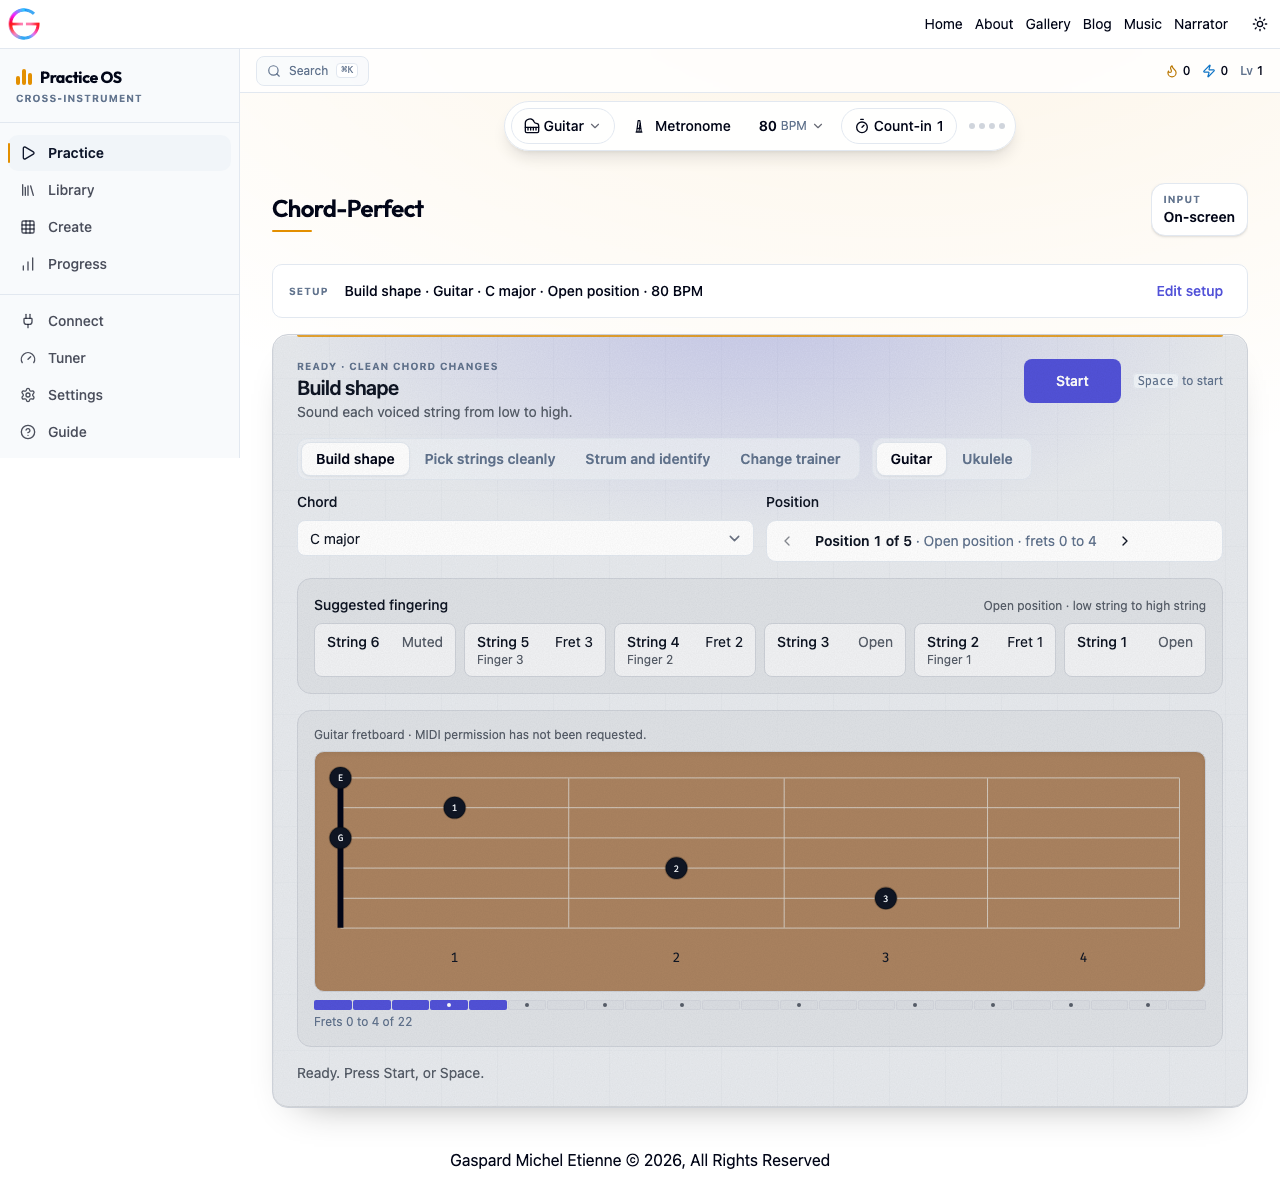 Home About Gallery Blog Music Narrator
Practice OS
CROSS-INSTRUMENT
Search ⌘K
0 0 Lv 1
Guitar Metronome 80 BPM Count-in 1
Practice
Library
Create
Progress
Connect
Tuner
Settings
Guide
Chord-Perfect
INPUT
On-screen
SETUP Build shape · Guitar · C major · Open position · 80 BPM Edit setup
READY · CLEAN CHORD CHANGES
Build shape
Sound each voiced string from low to high.
Start Space to start
Build shape Pick strings cleanly Strum and identify Change trainer Guitar Ukulele
Chord Position
C major Position 1 of 5 · Open position · frets 0 to 4
Suggested fingering Open position · low string to high string
String 6 Muted String 5 Fret 3 String 4 Fret 2 String 3 Open String 2 Fret 1 String 1 Open
Finger 3 Finger 2 Finger 1
Guitar fretboard · MIDI permission has not been requested.
E
1
G
2
3
1 2 3 4
Frets 0 to 4 of 22
Ready. Press Start, or Space.
Gaspard Michel Etienne © 2026, All Rights Reserved